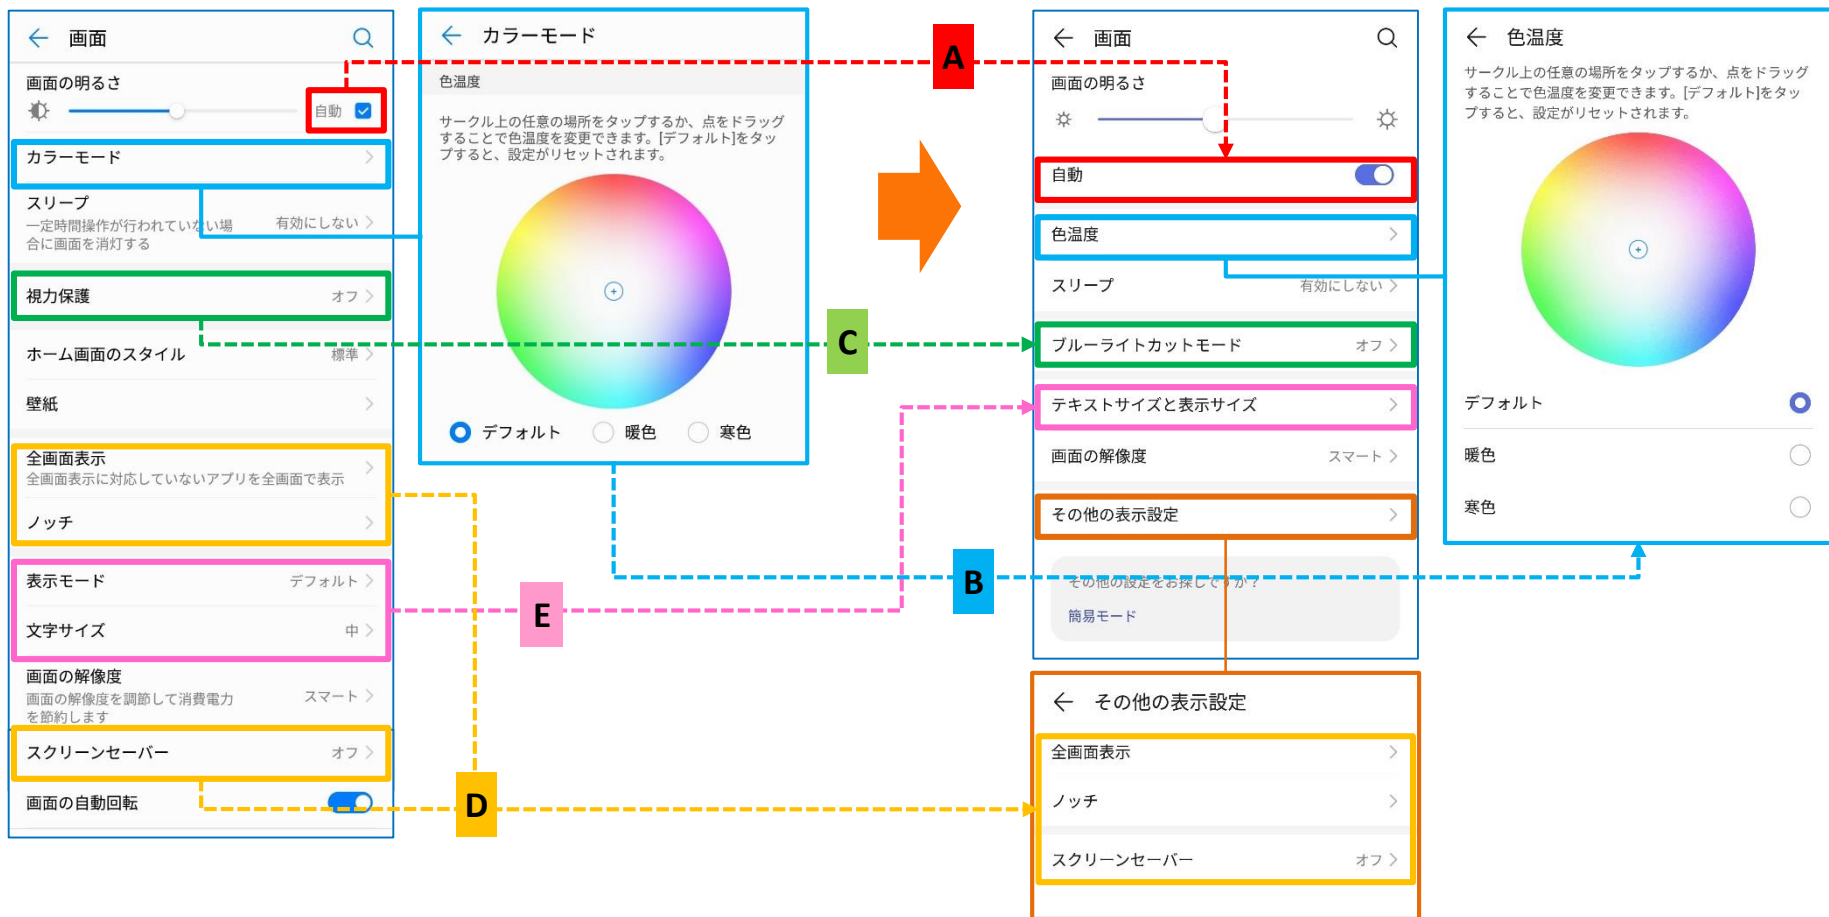 画面
画面の明るさ
自動
カラーモード
スリープ
一定時間操作が行われていない場
合に画面を消灯する
有効にしない
視力保護
オフ
ホーム画面のスタイル
標準
壁紙
全画面表示
全画面表示に対応していないアプリを全画面で表示
ノッチ
表示モード
デフォルト
文字サイズ
中
画面の解像度
画面の解像度を調節して消費電力
を節約します
スマート
スクリーンセーバー
オフ
画面の自動回転
カラーモード
色温度
サークル上の任意の場所をタップするか、点をドラッグ
することで色温度を変更できます。[デフォルト]をタッ
プすると、設定がリセットされます。
デフォルト 暖色 寒色
A
C
E
B
D
画面
画面の明るさ
自動
色温度
スリープ
有効にしない
ブルーライトカットモード
オフ
テキストサイズと表示サイズ
画面の解像度
スマート
その他の表示設定
その他の設定をお探しですか？
簡易モード
その他の表示設定
全画面表示
ノッチ
スクリーンセーバー
オフ
色温度
サークル上の任意の場所をタップするか、点をドラッグ
することで色温度を変更できます。[デフォルト]をタッ
プすると、設定がリセットされます。
デフォルト
暖色
寒色